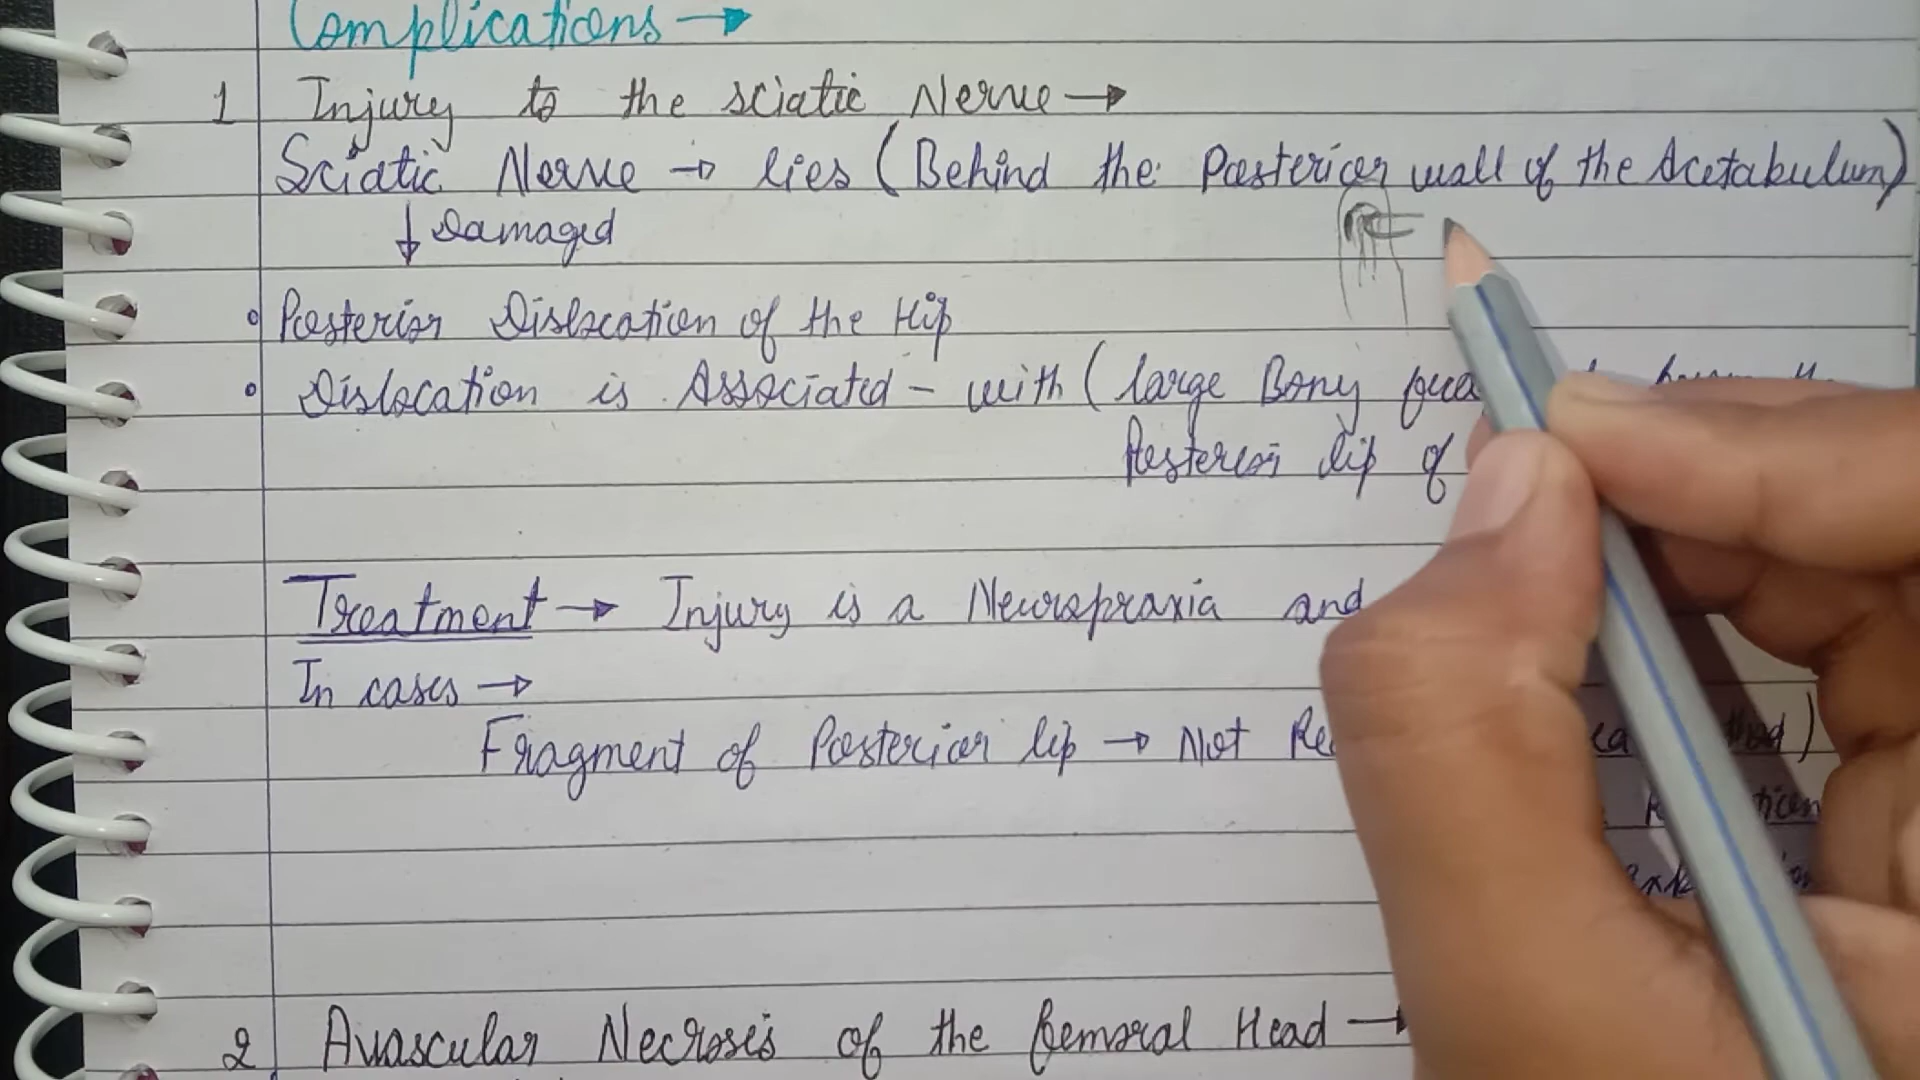 Complications →
1 Injury to the sciatic Nerve →
Sciatic Nerve → lies (Behind the Posterior wall of the Acetabulum)
↓ Damaged
Posterior Dislocation of the Hip
Dislocation is Associated - with (large Bony
Posterior lip of
Treatment → Injury is a Neurapraxia and
In cases →
Fragment of Posterior lip → Not
2 Avascular Necrosis of the femoral Head →